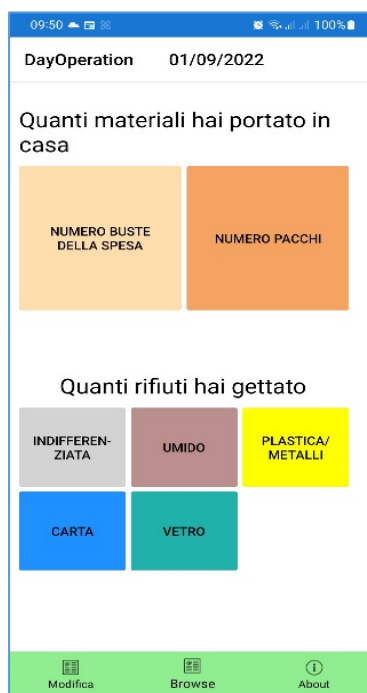 09:50 100%
DayOperation 01/09/2022
Quanti materiali hai portato in
casa
NUMERO BUSTE
DELLA SPESA
NUMERO PACCHI
Quanti rifiuti hai gettato
INDIFFEREN-
ZIATA
UMIDO
PLASTICA/
METALLI
CARTA
VETRO
Modifica Browse About